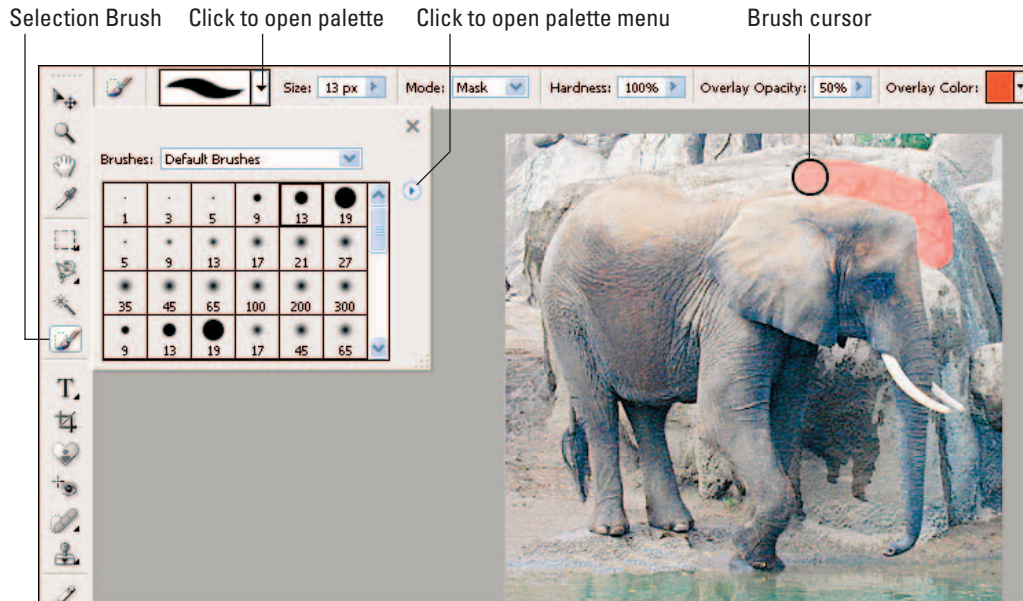 Selection Brush Click to open palette Click to open palette menu Brush cursor
Size: 13 px Mode: Mask Hardness: 100% Overlay Opacity: 50% Overlay Color:
Brushes: Default Brushes
1 3 5 9 13 19
5 9 13 17 21 27
35 45 65 100 200 300
9 13 19 17 45 65
T